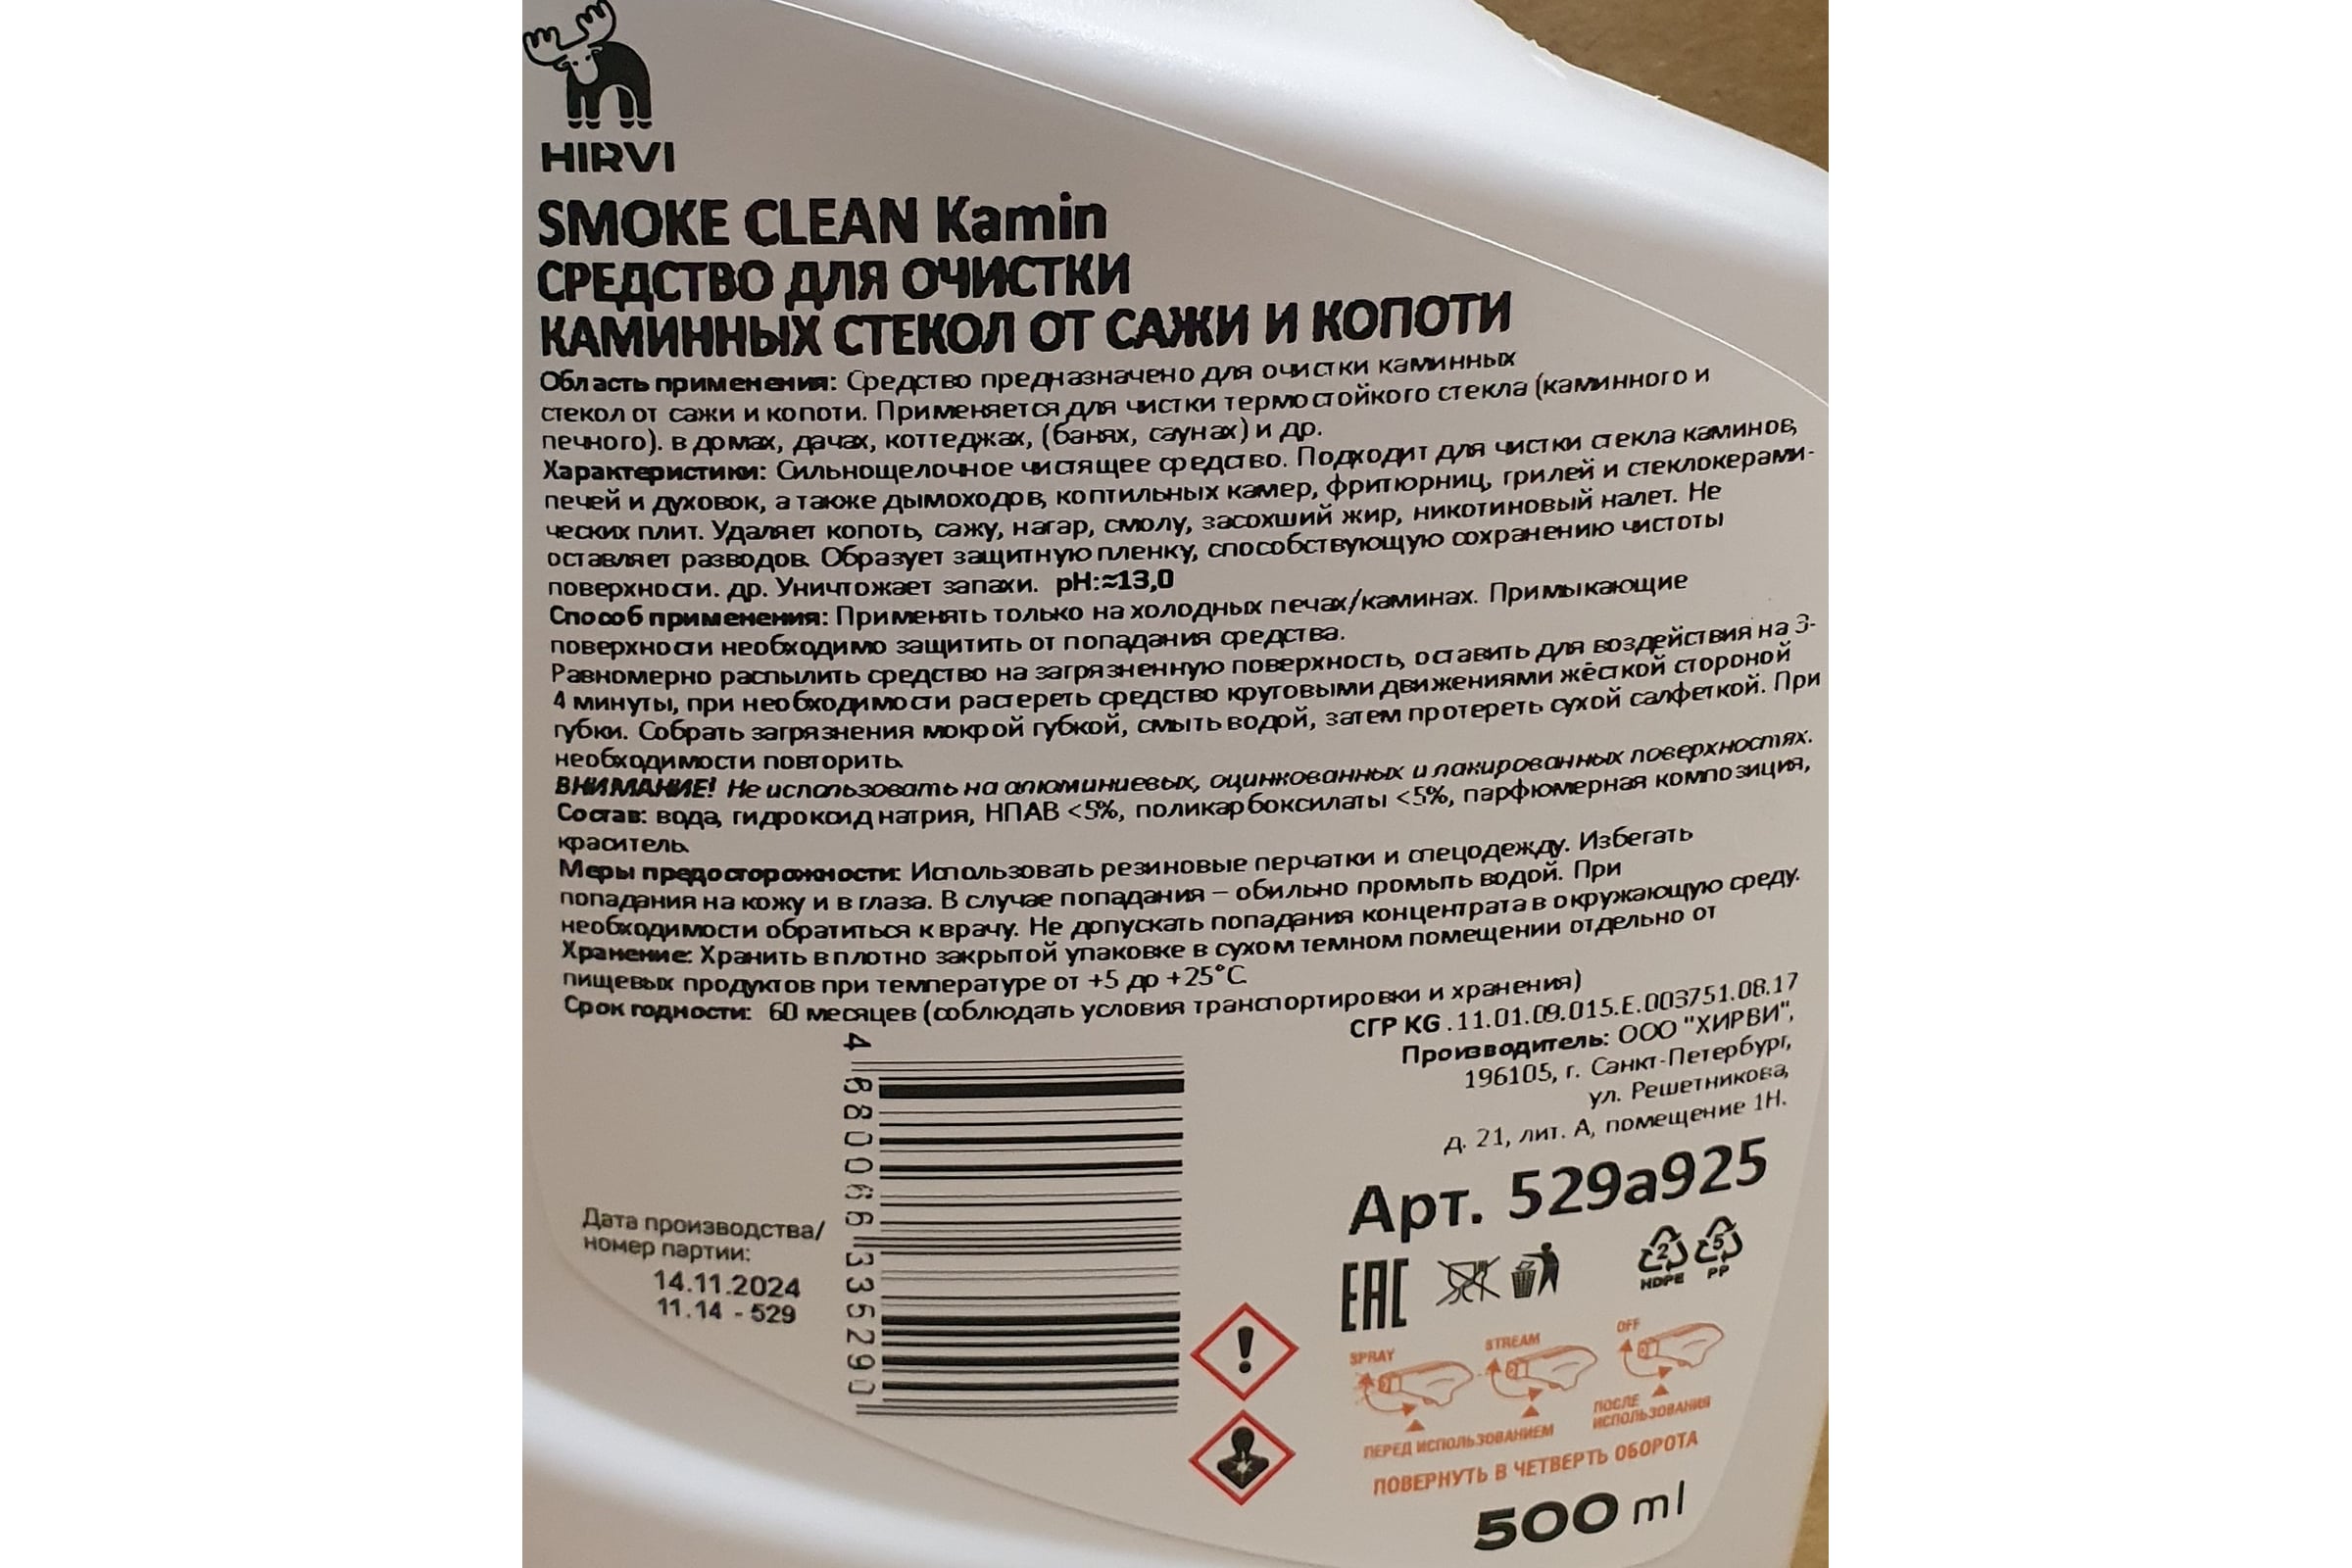 HIRVI
SMOKE CLEAN Kamin
СРЕДСТВО ДЛЯ ОЧИСТКИ
КАМИННЫХ СТЕКОЛ ОТ САЖИ И КОПОТИ
Область применения: Средство предназначено для очистки каминных
стекол от сажи и копоти. Применяется для чистки термостойкого стекла (каминного и
печного). в домах, дачах, коттеджах, (банях, саунах) и др.
Характеристики: Сильнощелочное чистящее средство. Подходит для чистки стекла каминов,
печей и духовок, а также дымоходов, коптильных камер, фритюрниц, грилей и стеклокерами-
ческих плит. Удаляет копоть, сажу, нагар, смолу, засохший жир, никотиновый налет. Не
оставляет разводов. Образует защитную пленку, способствующую сохранению чистоты
поверхности. др. Уничтожает запахи. pH:≈13,0
Способ применения: Применять только на холодных печах/каминах. Примыкающие
поверхности необходимо защитить от попадания средства.
Равномерно распылить средство на загрязненную поверхность, оставить для воздействия на 3-
4 минуты, при необходимости растереть средство круговыми движениями жёсткой стороной
губки. Собрать загрязнения мокрой губкой, смыть водой, затем протереть сухой салфеткой. При
необходимости повторить.
ВНИМАНИЕ! Не использовать на алюминиевых, оцинкованных и лакированных поверхностях.
Состав: вода, гидроксид натрия, НПАВ <5%, поликарбоксилаты <5%, парфюмерная композиция,
краситель.
Меры предосторожности: Использовать резиновые перчатки и спецодежду. Избегать
попадания на кожу и в глаза. В случае попадания – обильно промыть водой. При
необходимости обратиться к врачу. Не допускать попадания концентрата в окружающую среду.
Хранение: Хранить в плотно закрытой упаковке в сухом темном помещении отдельно от
пищевых продуктов при температуре от +5 до +25°С.
Срок годности: 60 месяцев (соблюдать условия транспортировки и хранения)
СГР KG.11.01.09.015.Е.003751.08.17
Производитель: ООО "ХИРВИ",
196105, г. Санкт-Петербург,
ул. Решетникова,
д. 21, лит. А, помещение 1Н.
Арт. 529а925
Дата производства/
номер партии:
14.11.2024
11.14 - 529
4 680066 335290
EAC
2
HDPE
5
PP
SPRAY
STREAM
OFF
ПЕРЕД ИСПОЛЬЗОВАНИЕМ
ПОСЛЕ
ИСПОЛЬЗОВАНИЯ
ПОВЕРНУТЬ В ЧЕТВЕРТЬ ОБОРОТА
500 ml